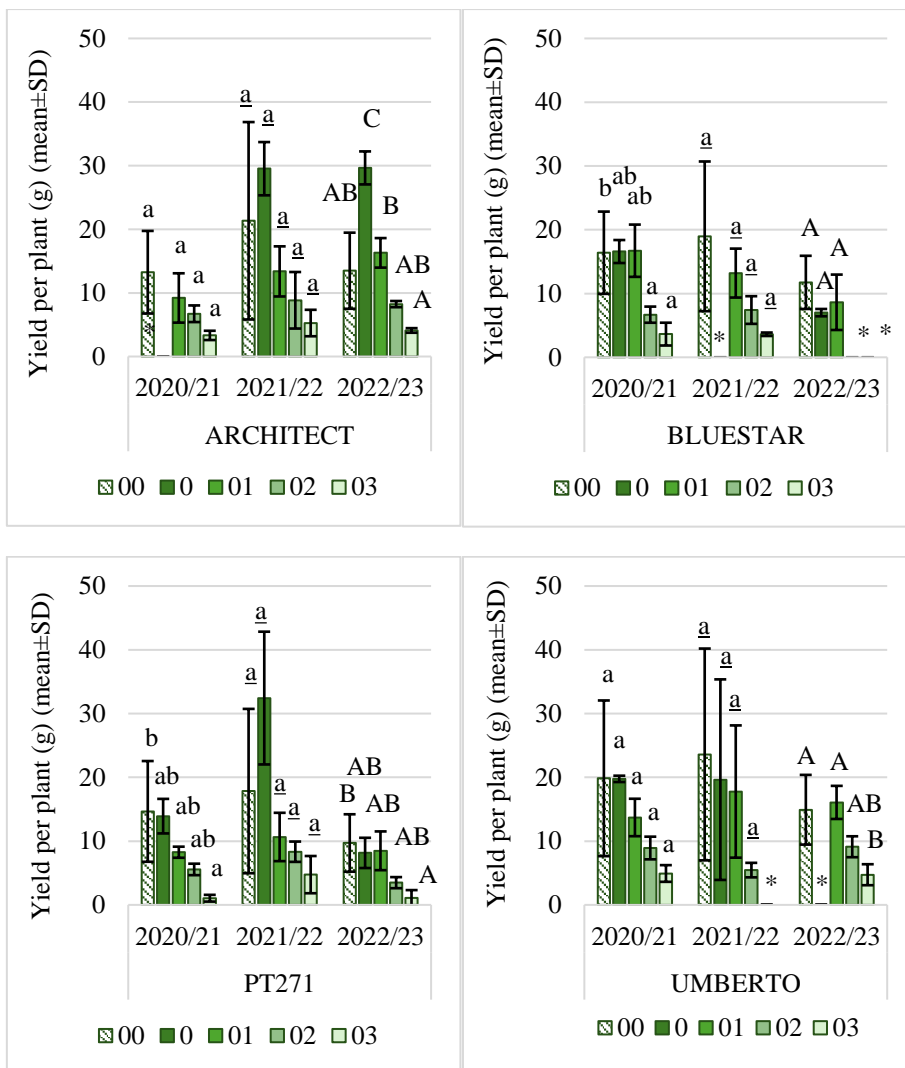 Yield per plant (g) (mean±SD)
50
40
30
20
10
0
a
*
a
a
a
a
a
a
a
a
AB
C
B
AB
A
2020/21 2021/22 2022/23
ARCHITECT
00 0 01 02 03
Yield per plant (g) (mean±SD)
50
40
30
20
10
0
b
ab
ab
a
a
a
*
a
a
a
A
A
A
*
*
2020/21 2021/22 2022/23
BLUESTAR
00 0 01 02 03
Yield per plant (g) (mean±SD)
50
40
30
20
10
0
b
ab
ab
ab
a
a
a
a
a
a
B
AB
AB
AB
A
2020/21 2021/22 2022/23
PT271
00 0 01 02 03
Yield per plant (g) (mean±SD)
50
40
30
20
10
0
a
a
a
a
a
a
a
a
a
*
A
*
A
AB
B
2020/21 2021/22 2022/23
UMBERTO
00 0 01 02 03